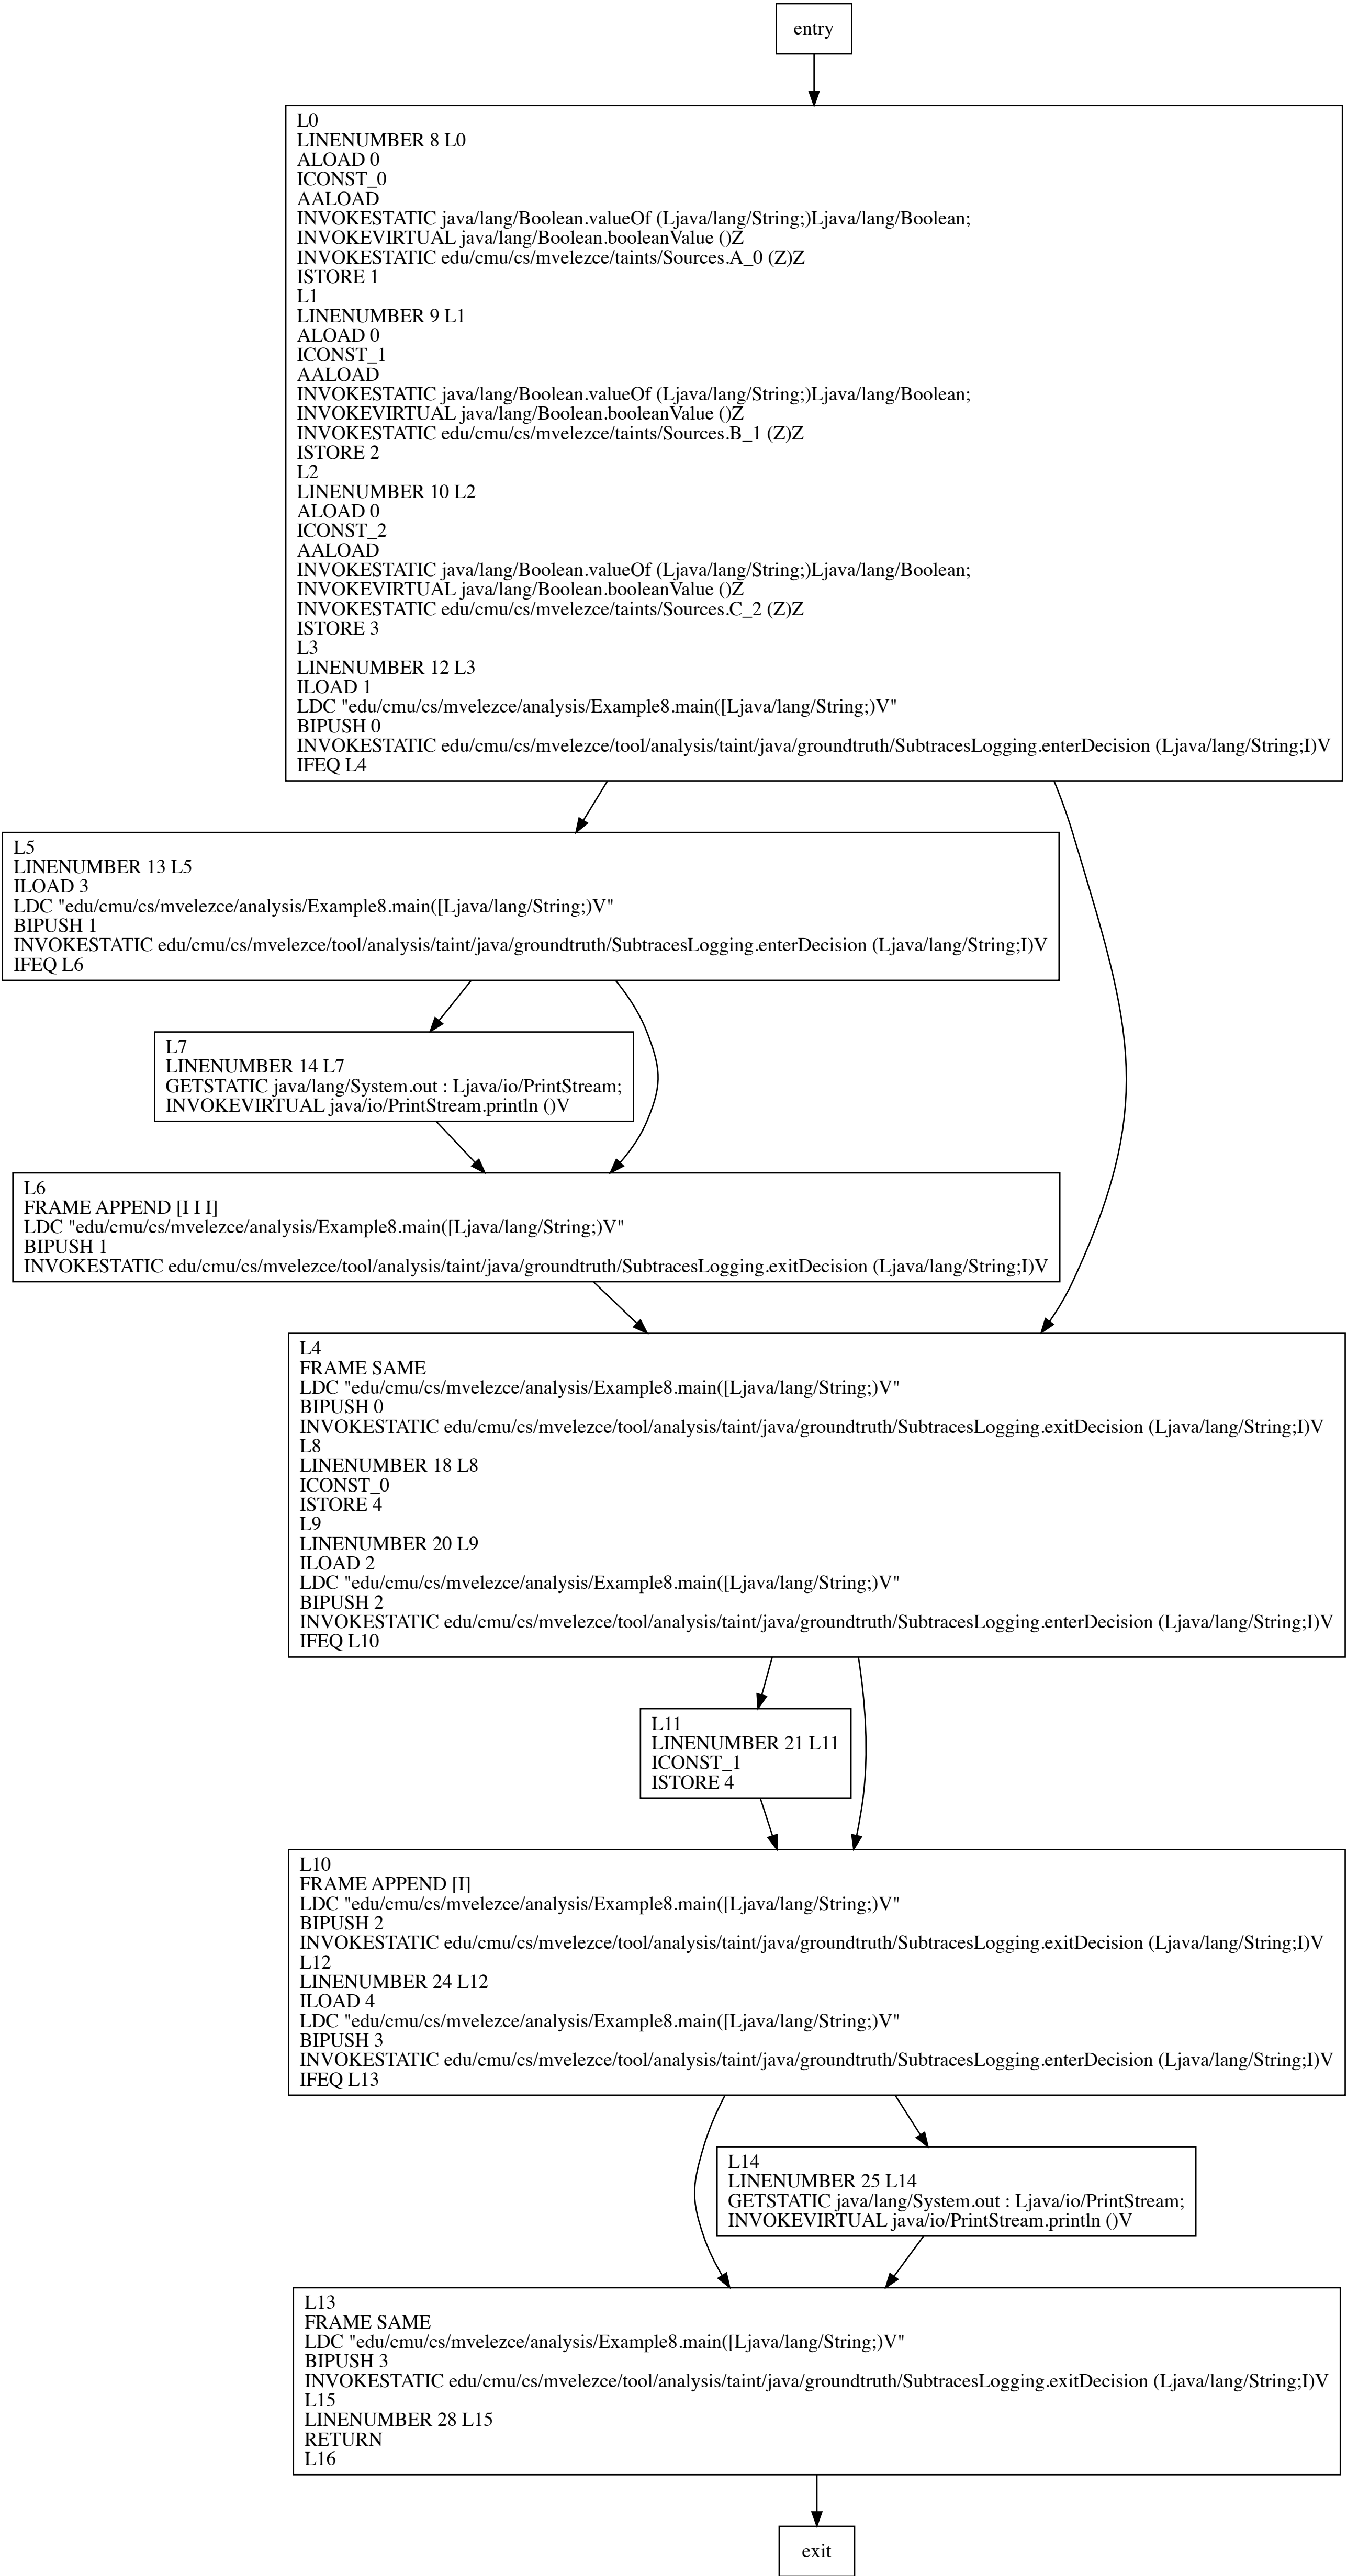 entry
L0
LINENUMBER 8 L0
ALOAD 0
ICONST_0
AALOAD
INVOKESTATIC java/lang/Boolean.valueOf (Ljava/lang/String;)Ljava/lang/Boolean;
INVOKEVIRTUAL java/lang/Boolean.booleanValue ()Z
INVOKESTATIC edu/cmu/cs/mvelezce/taints/Sources.A_0 (Z)Z
ISTORE 1
L1
LINENUMBER 9 L1
ALOAD 0
ICONST_1
AALOAD
INVOKESTATIC java/lang/Boolean.valueOf (Ljava/lang/String;)Ljava/lang/Boolean;
INVOKEVIRTUAL java/lang/Boolean.booleanValue ()Z
INVOKESTATIC edu/cmu/cs/mvelezce/taints/Sources.B_1 (Z)Z
ISTORE 2
L2
LINENUMBER 10 L2
ALOAD 0
ICONST_2
AALOAD
INVOKESTATIC java/lang/Boolean.valueOf (Ljava/lang/String;)Ljava/lang/Boolean;
INVOKEVIRTUAL java/lang/Boolean.booleanValue ()Z
INVOKESTATIC edu/cmu/cs/mvelezce/taints/Sources.C_2 (Z)Z
ISTORE 3
L3
LINENUMBER 12 L3
ILOAD 1
LDC "edu/cmu/cs/mvelezce/analysis/Example8.main([Ljava/lang/String;)V"
BIPUSH 0
INVOKESTATIC edu/cmu/cs/mvelezce/tool/analysis/taint/java/groundtruth/SubtracesLogging.enterDecision (Ljava/lang/String;I)V
IFEQ L4
L5
LINENUMBER 13 L5
ILOAD 3
LDC "edu/cmu/cs/mvelezce/analysis/Example8.main([Ljava/lang/String;)V"
BIPUSH 1
INVOKESTATIC edu/cmu/cs/mvelezce/tool/analysis/taint/java/groundtruth/SubtracesLogging.enterDecision (Ljava/lang/String;I)V
IFEQ L6
L7
LINENUMBER 14 L7
GETSTATIC java/lang/System.out : Ljava/io/PrintStream;
INVOKEVIRTUAL java/io/PrintStream.println ()V
L6
FRAME APPEND [I I I]
LDC "edu/cmu/cs/mvelezce/analysis/Example8.main([Ljava/lang/String;)V"
BIPUSH 1
INVOKESTATIC edu/cmu/cs/mvelezce/tool/analysis/taint/java/groundtruth/SubtracesLogging.exitDecision (Ljava/lang/String;I)V
L4
FRAME SAME
LDC "edu/cmu/cs/mvelezce/analysis/Example8.main([Ljava/lang/String;)V"
BIPUSH 0
INVOKESTATIC edu/cmu/cs/mvelezce/tool/analysis/taint/java/groundtruth/SubtracesLogging.exitDecision (Ljava/lang/String;I)V
L8
LINENUMBER 18 L8
ICONST_0
ISTORE 4
L9
LINENUMBER 20 L9
ILOAD 2
LDC "edu/cmu/cs/mvelezce/analysis/Example8.main([Ljava/lang/String;)V"
BIPUSH 2
INVOKESTATIC edu/cmu/cs/mvelezce/tool/analysis/taint/java/groundtruth/SubtracesLogging.enterDecision (Ljava/lang/String;I)V
IFEQ L10
L11
LINENUMBER 21 L11
ICONST_1
ISTORE 4
L10
FRAME APPEND [I]
LDC "edu/cmu/cs/mvelezce/analysis/Example8.main([Ljava/lang/String;)V"
BIPUSH 2
INVOKESTATIC edu/cmu/cs/mvelezce/tool/analysis/taint/java/groundtruth/SubtracesLogging.exitDecision (Ljava/lang/String;I)V
L12
LINENUMBER 24 L12
ILOAD 4
LDC "edu/cmu/cs/mvelezce/analysis/Example8.main([Ljava/lang/String;)V"
BIPUSH 3
INVOKESTATIC edu/cmu/cs/mvelezce/tool/analysis/taint/java/groundtruth/SubtracesLogging.enterDecision (Ljava/lang/String;I)V
IFEQ L13
L14
LINENUMBER 25 L14
GETSTATIC java/lang/System.out : Ljava/io/PrintStream;
INVOKEVIRTUAL java/io/PrintStream.println ()V
L13
FRAME SAME
LDC "edu/cmu/cs/mvelezce/analysis/Example8.main([Ljava/lang/String;)V"
BIPUSH 3
INVOKESTATIC edu/cmu/cs/mvelezce/tool/analysis/taint/java/groundtruth/SubtracesLogging.exitDecision (Ljava/lang/String;I)V
L15
LINENUMBER 28 L15
RETURN
L16
exit